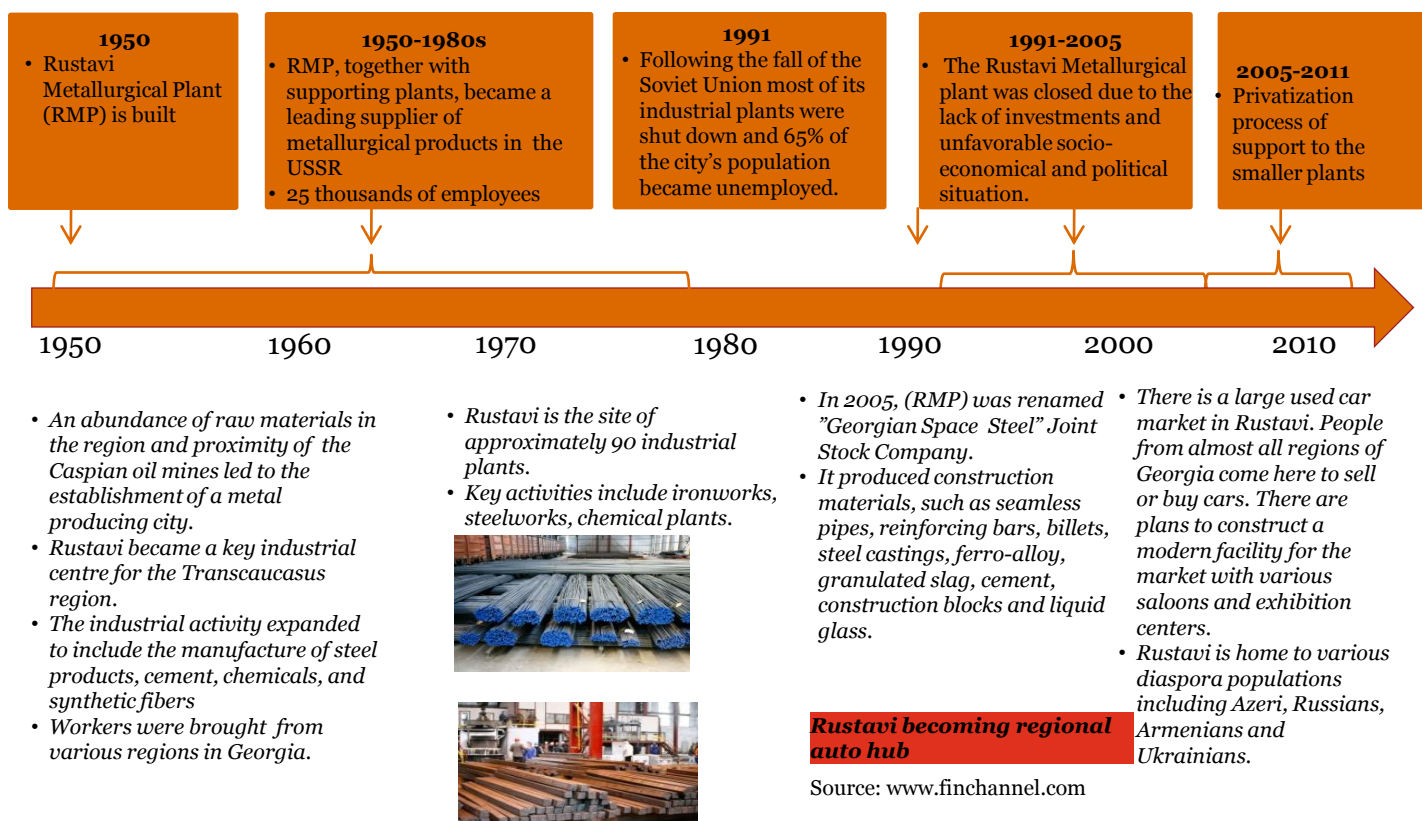 1950
• Rustavi
Metallurgical Plant
(RMP) is built
1950-1980s
• RMP, together with
supporting plants, became a
leading supplier of
metallurgical products in the
USSR
• 25 thousands of employees
1991
• Following the fall of the
Soviet Union most of its
industrial plants were
shut down and 65% of
the city's population
became unemployed.
1991-2005
• The Rustavi Metallurgical
plant was closed due to the
lack of investments and
unfavorable socio-
economical and political
situation.
2005-2011
• Privatization
process of
support to the
smaller plants
1950 1960 1970 1980 1990 2000 2010
• An abundance of raw materials in
the region and proximity of the
Caspian oil mines led to the
establishment of a metal
producing city.
• Rustavi became a key industrial
centre for the Transcaucasus
region.
• The industrial activity expanded
to include the manufacture of steel
products, cement, chemicals, and
synthetic fibers
• Workers were brought from
various regions in Georgia.
• Rustavi is the site of
approximately 90 industrial
plants.
• Key activities include ironworks,
steelworks, chemical plants.
• In 2005, (RMP) was renamed
"Georgian Space Steel" Joint
Stock Company.
• It produced construction
materials, such as seamless
pipes, reinforcing bars, billets,
steel castings, ferro-alloy,
granulated slag, cement,
construction blocks and liquid
glass.
Rustavi becoming regional
auto hub
Source: www.finchannel.com
• There is a large used car
market in Rustavi. People
from almost all regions of
Georgia come here to sell
or buy cars. There are
plans to construct a
modern facility for the
market with various
saloons and exhibition
centers.
• Rustavi is home to various
diaspora populations
including Azeri, Russians,
Armenians and
Ukrainians.